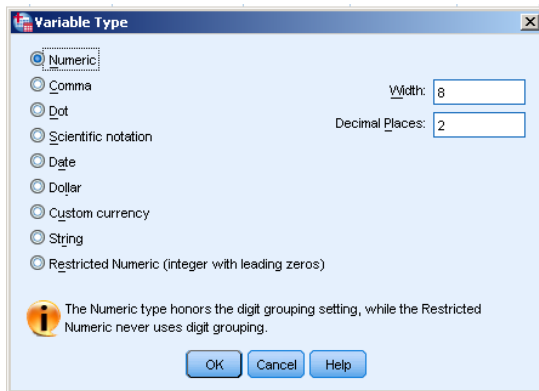 Variable Type
Numeric
Comma
Dot
Scientific notation
Date
Dollar
Custom currency
String
Restricted Numeric (integer with leading zeros)
Width: 8
Decimal Places: 2
The Numeric type honors the digit grouping setting, while the Restricted
Numeric never uses digit grouping.
OK Cancel Help